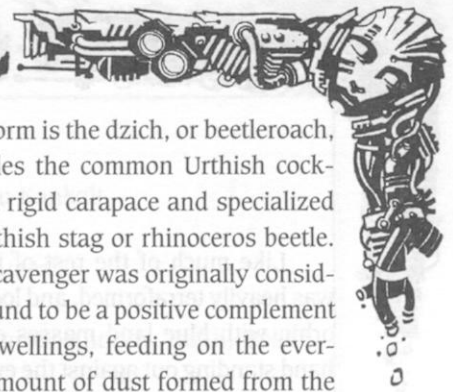 orm is the dzich, or beetleroach,
les the common Urthish cock-
rigid carapace and specialized
thish stag or rhinoceros beetle.
cavenger was originally consid-
und to be a positive complement
wellings, feeding on the ever-
mount of dust formed from the